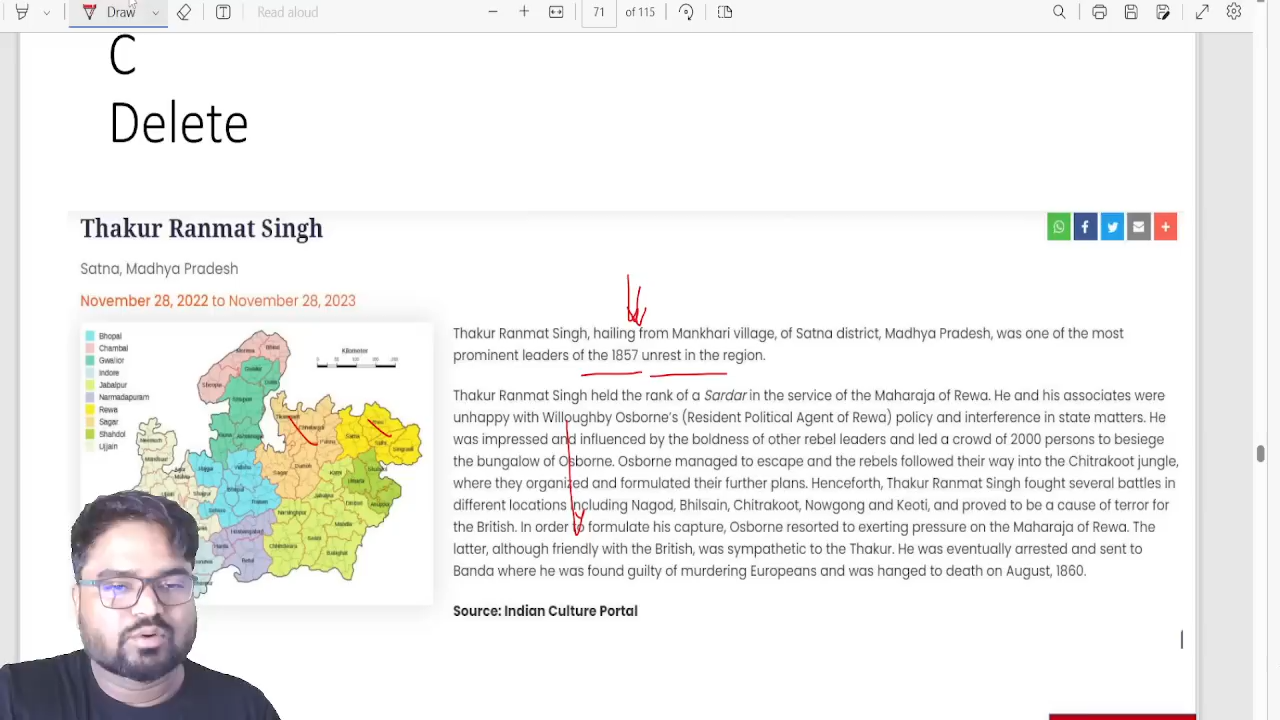 Draw
Read aloud
71
of 115
C
Delete
Thakur Ranmat Singh
Satna, Madhya Pradesh
November 28, 2022 to November 28, 2023
Bhopal
Chambal
Gwalior
Indore
Jabalpur
Narmadapuram
Rewa
Sagar
Shahdol
Ujjain
Kilometer
Thakur Ranmat Singh, hailing from Mankhari village, of Satna district, Madhya Pradesh, was one of the most
prominent leaders of the 1857 unrest in the region.
Thakur Ranmat Singh held the rank of a Sardar in the service of the Maharaja of Rewa. He and his associates were
unhappy with Willoughby Osborne's (Resident Political Agent of Rewa) policy and interference in state matters. He
was impressed and influenced by the boldness of other rebel leaders and led a crowd of 2000 persons to besiege
the bungalow of Osborne. Osborne managed to escape and the rebels followed their way into the Chitrakoot jungle,
where they organized and formulated their further plans. Henceforth, Thakur Ranmat Singh fought several battles in
different locations including Nagod, Bhilsain, Chitrakoot, Nowgong and Keoti, and proved to be a cause of terror for
the British. In order to formulate his capture, Osborne resorted to exerting pressure on the Maharaja of Rewa. The
latter, although friendly with the British, was sympathetic to the Thakur. He was eventually arrested and sent to
Banda where he was found guilty of murdering Europeans and was hanged to death on August, 1860.
Source: Indian Culture Portal